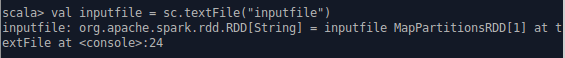 scala> val inputfile = sc.textFile("inputfile")
inputfile: org.apache.spark.rdd.RDD[String] = inputfile MapPartitionsRDD[1] at t
extFile at <console>:24